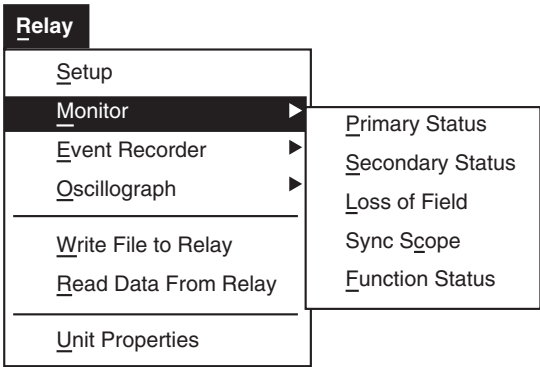 Relay
Setup
Monitor
Event Recorder
Oscillograph
Write File to Relay
Read Data From Relay
Unit Properties
Primary Status
Secondary Status
Loss of Field
Sync Scope
Function Status